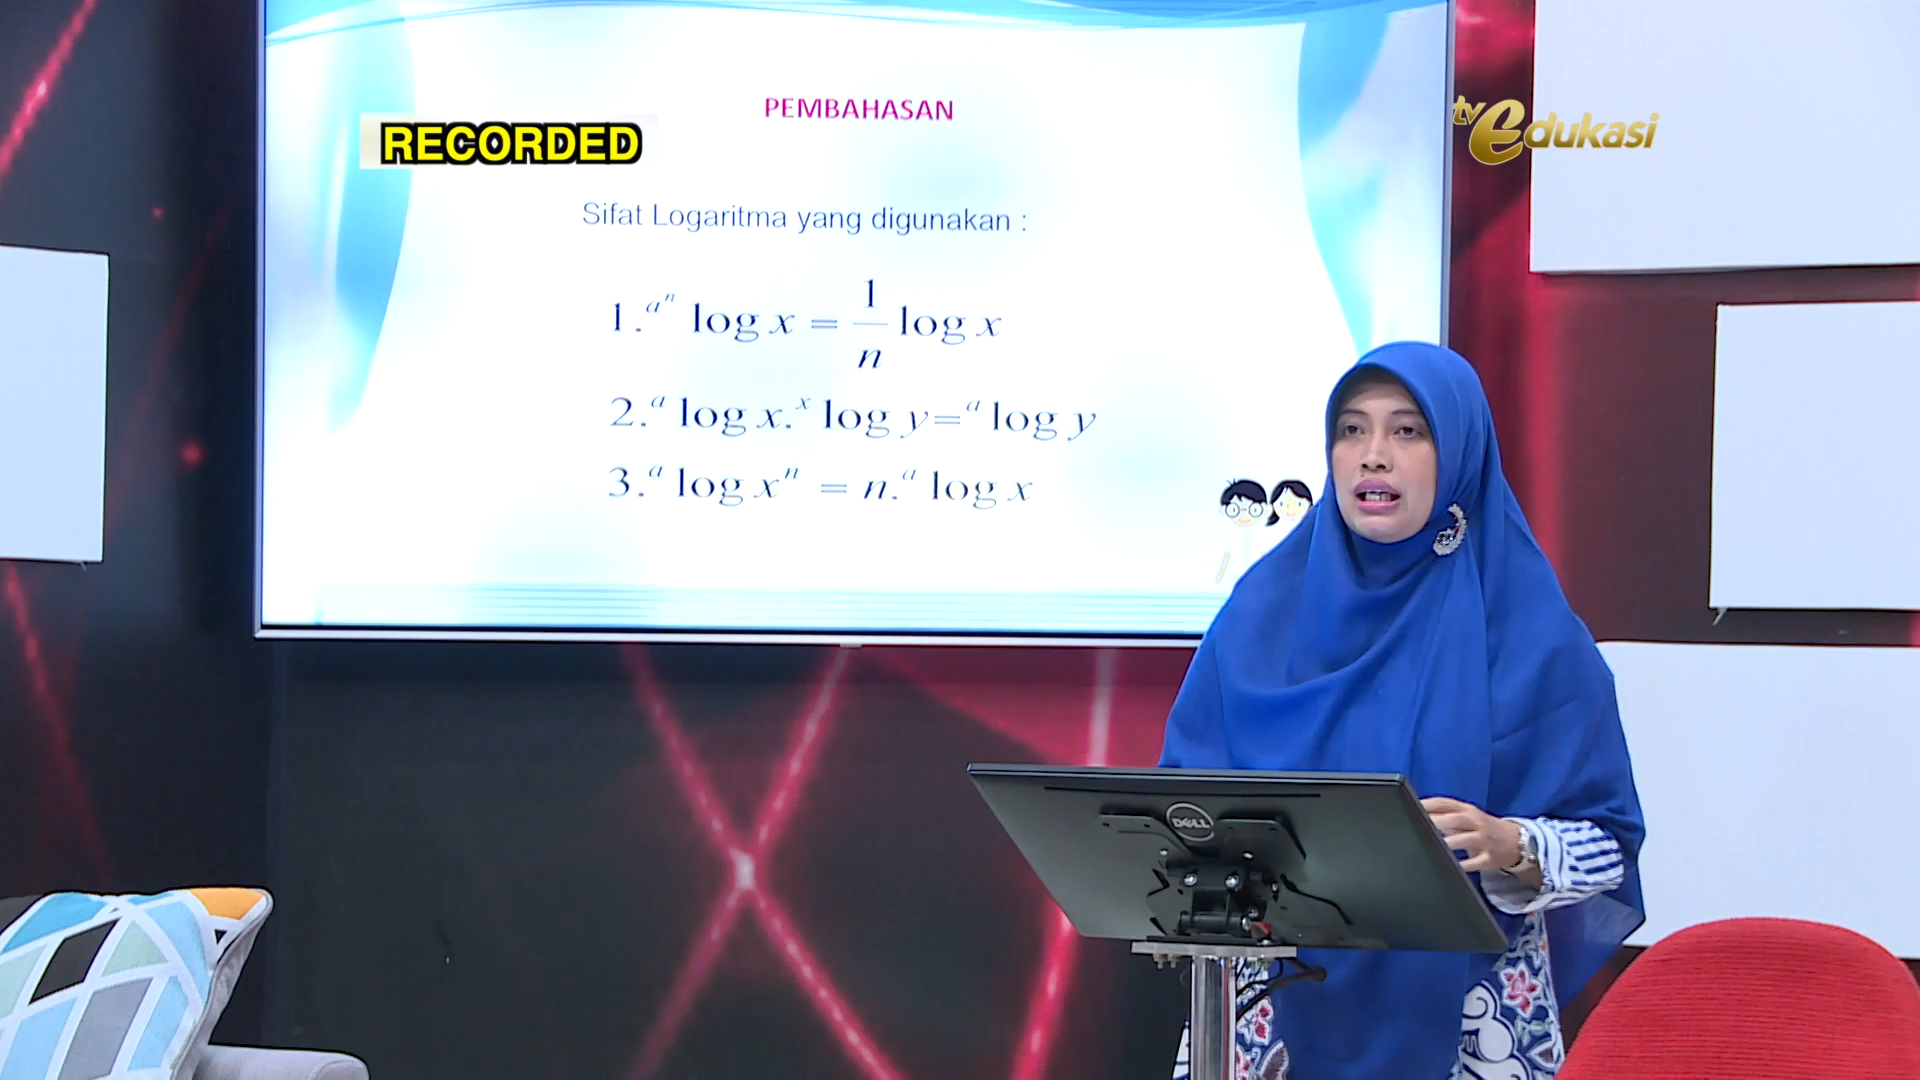 PEMBAHASAN
RECORDED
tv edukasi
Sifat Logaritma yang digunakan :
1. ^{a^n} log x = \frac{1}{n} log x
2. ^a log x . ^x log y = ^a log y
3. ^a log x^n = n . ^a log x
DELL